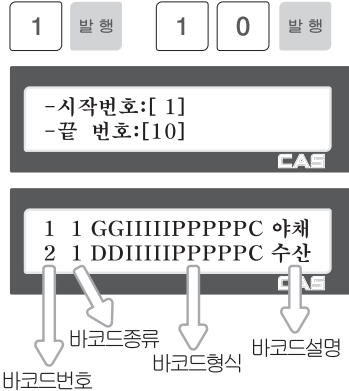 1 발행 1 0 발행
-시작번호:[ 1]
-끝 번호:[10]
CAS
1 1 GGIIIIIPPPPPC 야채
2 1 DDIIIIIPPPPPC 수산
CAS
바코드종류
바코드설명
바코드형식
바코드번호